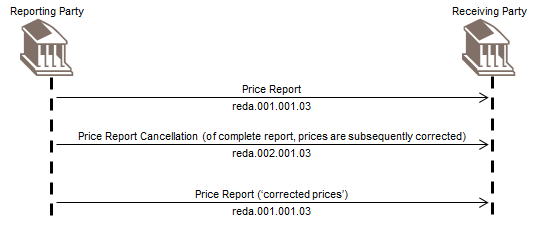 Reporting Party
Receiving Party
Price Report
reda.001.001.03
Price Report Cancellation (of complete report, prices are subsequently corrected)
reda.002.001.03
Price Report (‘corrected prices’)
reda.001.001.03